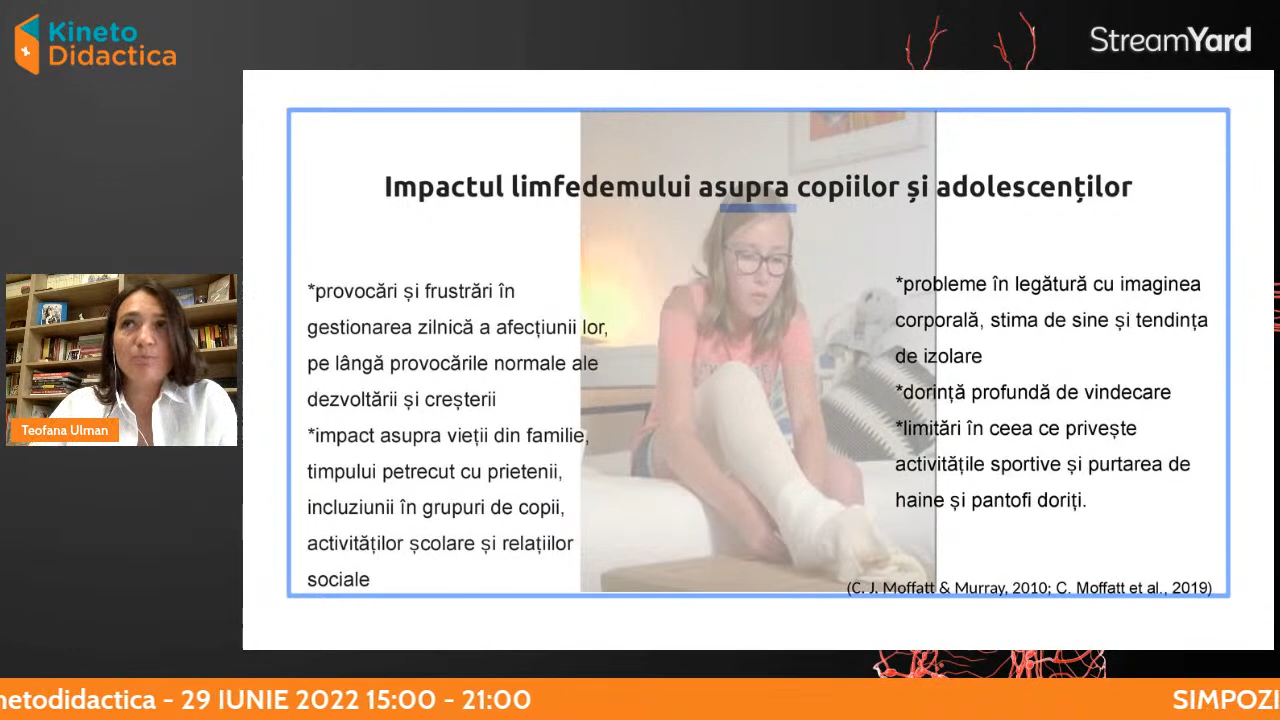 Kineto
Didactica
StreamYard
Impactul limfedemului asupra copiilor și adolescenților
*provocări și frustrări în
gestionarea zilnică a afecțiunii lor,
pe lângă provocările normale ale
dezvoltării și creșterii
*impact asupra vieții din familie,
timpului petrecut cu prietenii,
incluziunii în grupuri de copii,
activităților școlare și relațiilor
sociale
*probleme în legătură cu imaginea
corporală, stima de sine și tendința
de izolare
*dorință profundă de vindecare
*limitări în ceea ce privește
activitățile sportive și purtarea de
haine și pantofi doriți.
(C. J. Moffatt & Murray, 2010; C. Moffatt et al., 2019)
Teofana Ulman
netodidactica - 29 IUNIE 2022 15:00 - 21:00
SIMPOZI